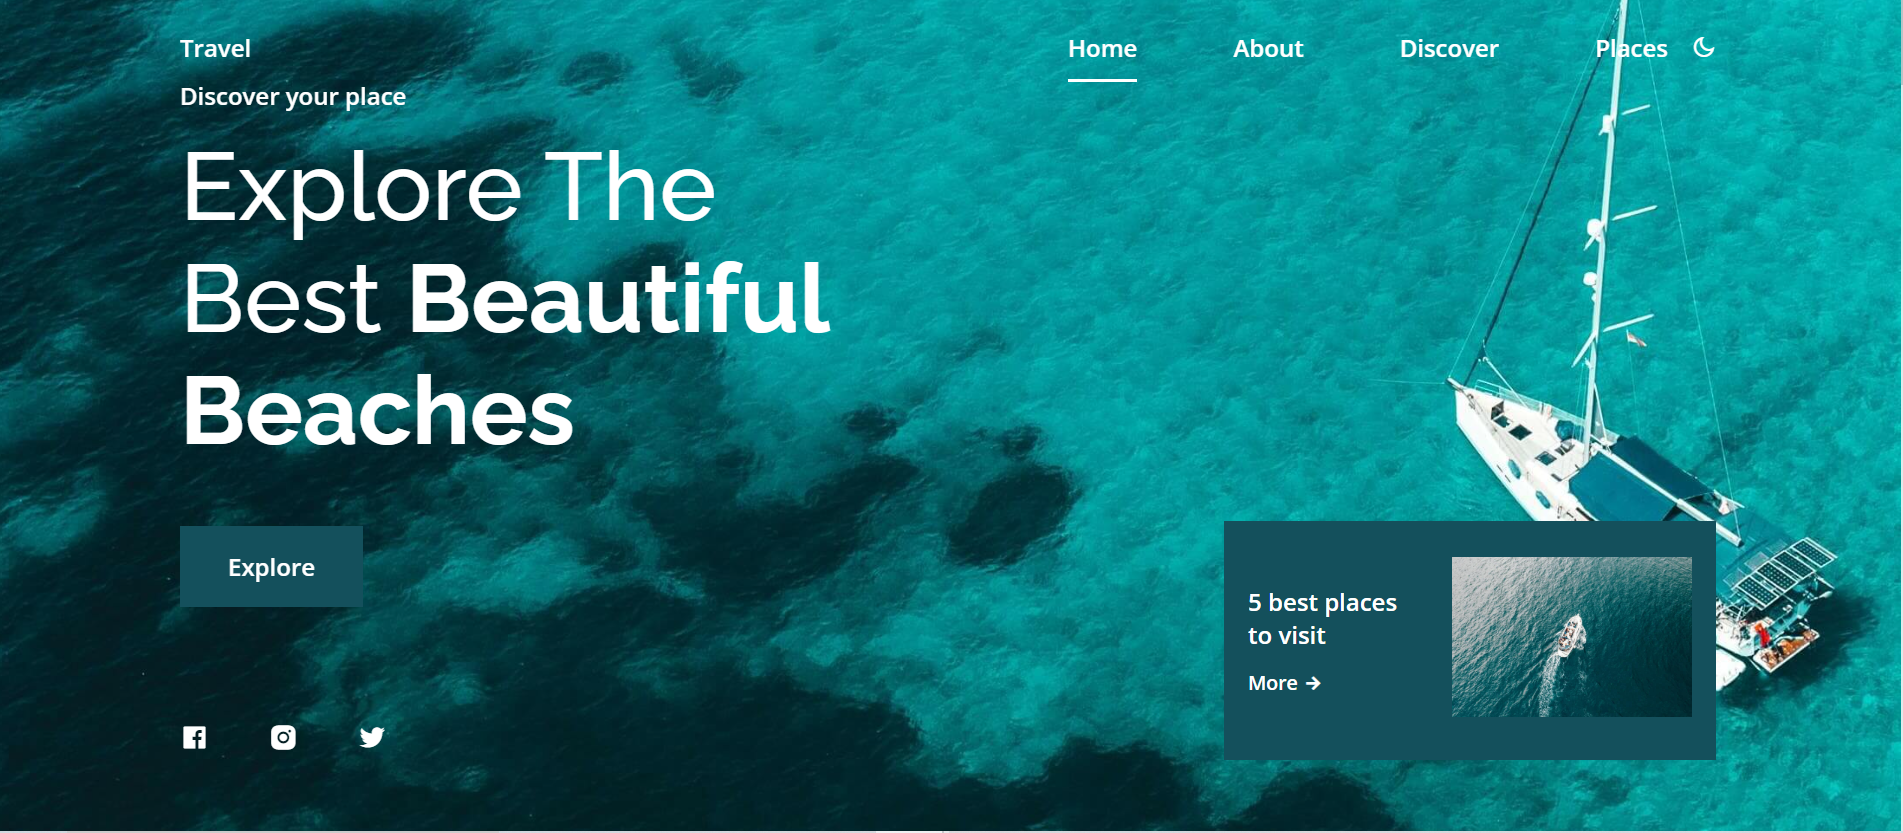 Travel
Home
About
Discover
Places
Discover your place
Explore The
Best Beautiful
Beaches
Explore
5 best places
to visit
More →